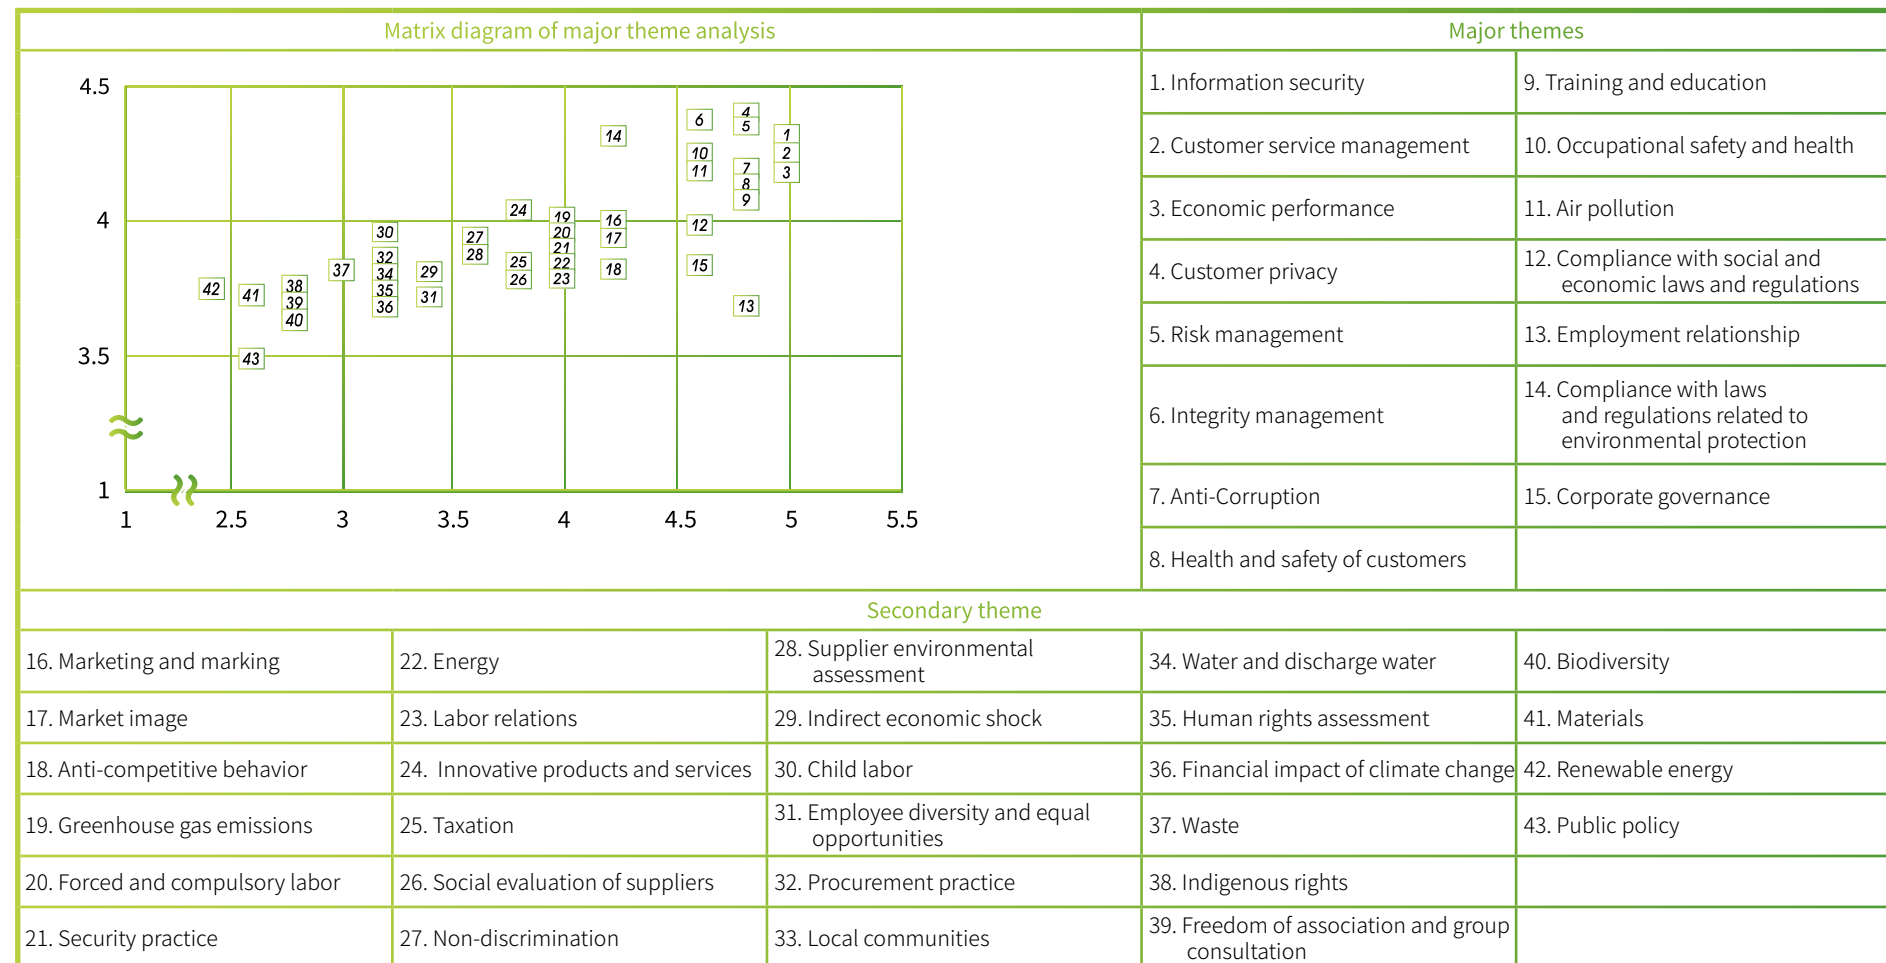 Matrix diagram of major theme analysis
Major themes
4.5
4
3.5
1
1 2.5 3 3.5 4 4.5 5 5.5
4
5
6
1
14
2
10
7
11
3
8
9
24
19
16
12
30
20
27
17
21
28
32
25
22
15
37
34
29
18
26
23
42
38
35
41
31
39
36
13
40
43
1. Information security
9. Training and education
2. Customer service management
10. Occupational safety and health
3. Economic performance
11. Air pollution
4. Customer privacy
12. Compliance with social and
economic laws and regulations
5. Risk management
13. Employment relationship
6. Integrity management
14. Compliance with laws
and regulations related to
environmental protection
7. Anti-Corruption
15. Corporate governance
8. Health and safety of customers
Secondary theme
16. Marketing and marking
22. Energy
28. Supplier environmental
assessment
34. Water and discharge water
40. Biodiversity
17. Market image
23. Labor relations
29. Indirect economic shock
35. Human rights assessment
41. Materials
18. Anti-competitive behavior
24. Innovative products and services
30. Child labor
36. Financial impact of climate change
42. Renewable energy
19. Greenhouse gas emissions
25. Taxation
31. Employee diversity and equal
opportunities
37. Waste
43. Public policy
20. Forced and compulsory labor
26. Social evaluation of suppliers
32. Procurement practice
38. Indigenous rights
21. Security practice
27. Non-discrimination
33. Local communities
39. Freedom of association and group
consultation